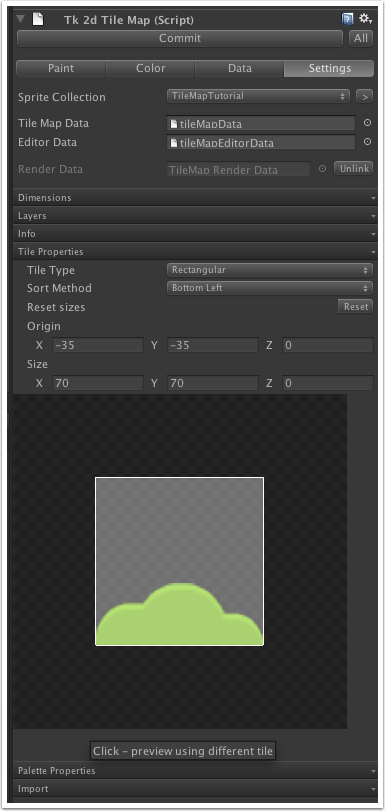 Tk 2d Tile Map (Script)
Commit All
Paint Color Data Settings
Sprite Collection TileMapTutorial >
Tile Map Data tileMapData
Editor Data tileMapEditorData
Render Data TileMap Render Data Unlink
Dimensions
Layers
Info
Tile Properties
Tile Type Rectangular
Sort Method Bottom Left
Reset sizes Reset
Origin
X -35 Y -35 Z 0
Size
X 70 Y 70 Z 0
Click - preview using different tile
Palette Properties
Import